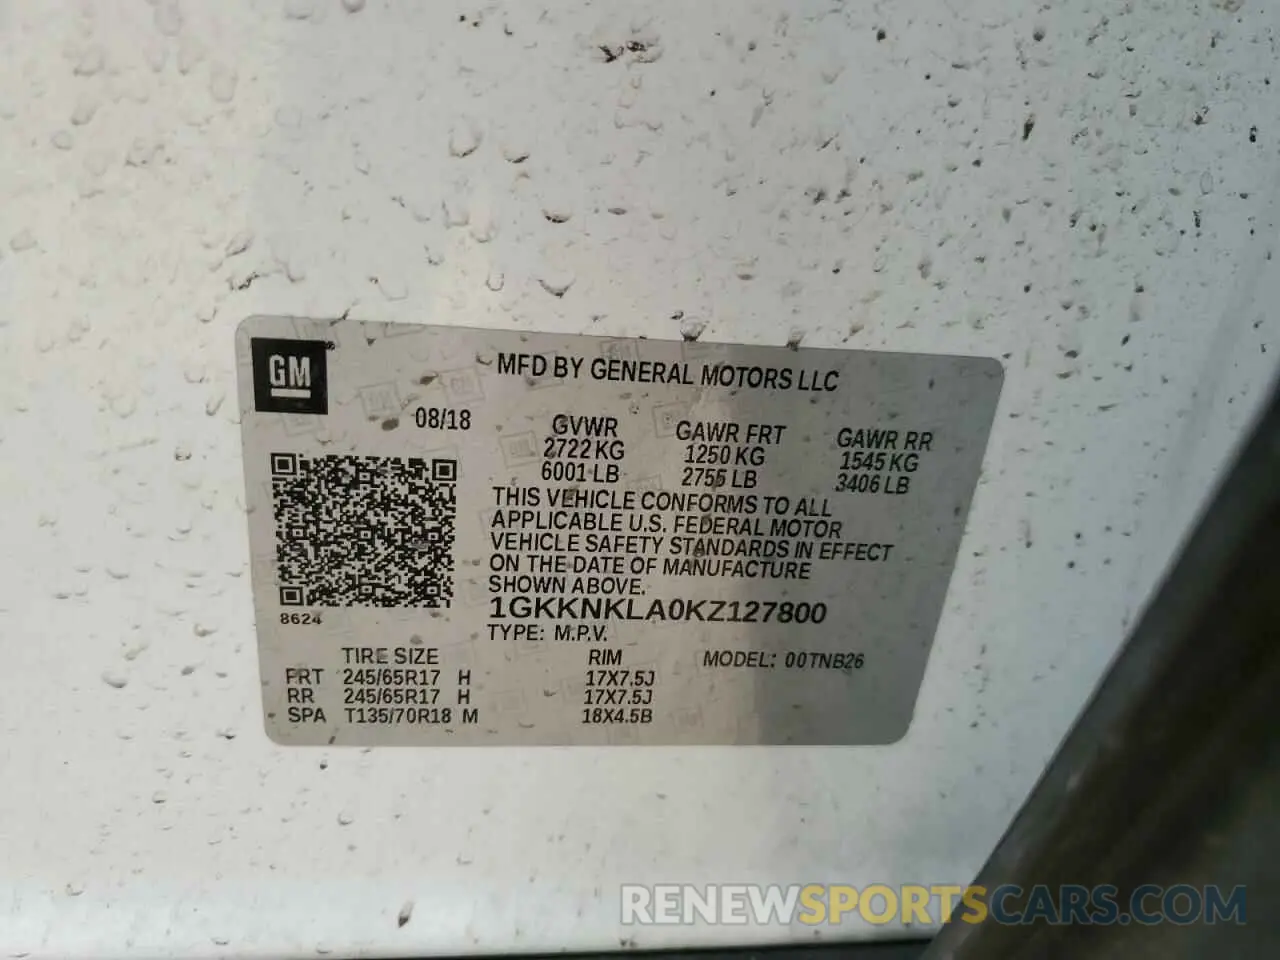 GM
MFD BY GENERAL MOTORS LLC
08/18
GVWR GAWR FRT GAWR RR
2722 KG 1250 KG 1545 KG
6001 LB 2755 LB 3406 LB
THIS VEHICLE CONFORMS TO ALL
APPLICABLE U.S. FEDERAL MOTOR
VEHICLE SAFETY STANDARDS IN EFFECT
ON THE DATE OF MANUFACTURE
SHOWN ABOVE.
1GKKNKLA0KZ127800
8624
TYPE: M.P.V.
TIRE SIZE RIM MODEL: 00TNB26
FRT 245/65R17 H 17X7.5J
RR 245/65R17 H 17X7.5J
SPA T135/70R18 M 18X4.5B
RENEWSPORTSCARS.COM